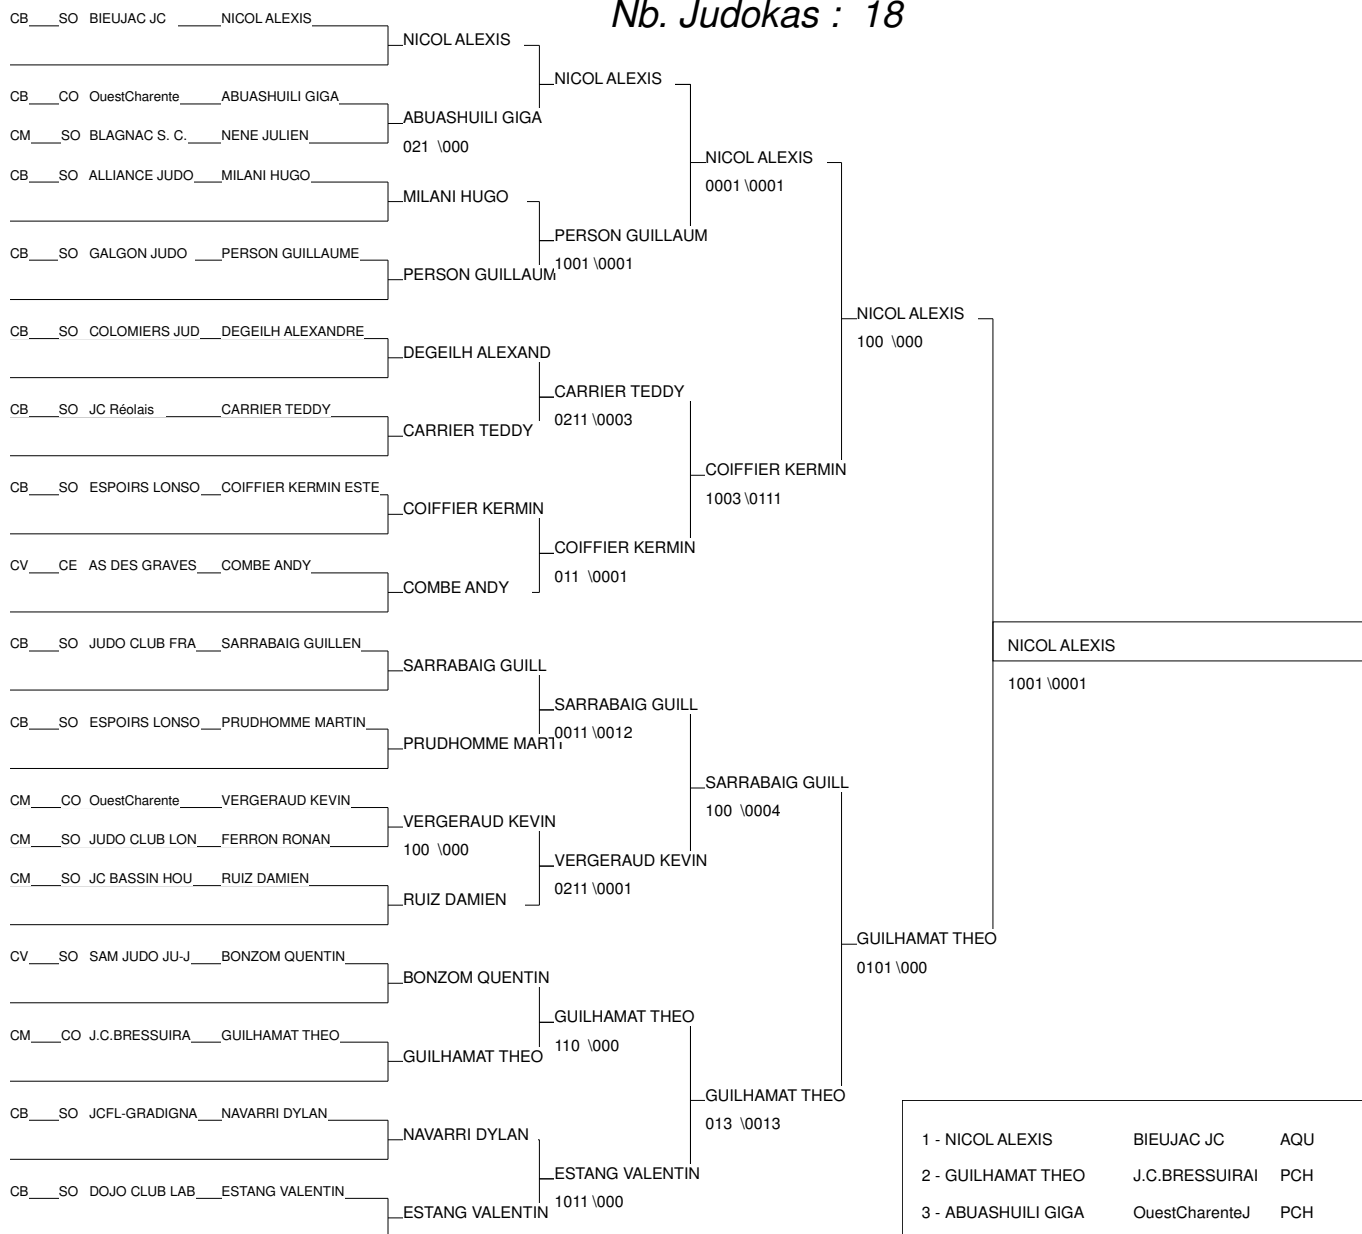 Nb. Judokas : 18
CB SO BIEUJAC JC NICOL ALEXIS
NICOL ALEXIS
NICOL ALEXIS
CB CO OuestCharente ABUASHUILI GIGA
ABUASHUILI GIGA
CM SO BLAGNAC S. C. NENE JULIEN
021 \000
NICOL ALEXIS
CB SO ALLIANCE JUDO MILANI HUGO
0001 \0001
MILANI HUGO
PERSON GUILLAUM
CB SO GALGON JUDO PERSON GUILLAUME
1001 \0001
PERSON GUILLAUM
NICOL ALEXIS
CB SO COLOMIERS JUD DEGEILH ALEXANDRE
100 \000
DEGEILH ALEXAND
CARRIER TEDDY
CB SO JC Réolais CARRIER TEDDY
0211 \0003
CARRIER TEDDY
COIFFIER KERMIN
CB SO ESPOIRS LONSO COIFFIER KERMIN ESTE
1003 \0111
COIFFIER KERMIN
COIFFIER KERMIN
CV CE AS DES GRAVES COMBE ANDY
011 \0001
COMBE ANDY
CB SO JUDO CLUB FRA SARRABAIG GUILLEN
NICOL ALEXIS
SARRABAIG GUILL
1001 \0001
SARRABAIG GUILL
CB SO ESPOIRS LONSO PRUDHOMME MARTIN
0011 \0012
PRUDHOMME MARTI
SARRABAIG GUILL
CM CO OuestCharente VERGERAUD KEVIN
100 \0004
VERGERAUD KEVIN
CM SO JUDO CLUB LON FERRON RONAN
100 \000
VERGERAUD KEVIN
CM SO JC BASSIN HOU RUIZ DAMIEN
0211 \0001
RUIZ DAMIEN
GUILHAMAT THEO
CV SO SAM JUDO JU-J BONZOM QUENTIN
0101 \000
BONZOM QUENTIN
GUILHAMAT THEO
CM CO J.C.BRESSUIRA GUILHAMAT THEO
110 \000
GUILHAMAT THEO
GUILHAMAT THEO
CB SO JCFL-GRADIGNA NAVARRI DYLAN
013 \0013
NAVARRI DYLAN
1 - NICOL ALEXIS BIEUJAC JC AQU
ESTANG VALENTIN
2 - GUILHAMAT THEO J.C.BRESSUIRAI PCH
CB SO DOJO CLUB LAB ESTANG VALENTIN
1011 \000
ESTANG VALENTIN
3 - ABUASHUILI GIGA OuestCharenteJ PCH